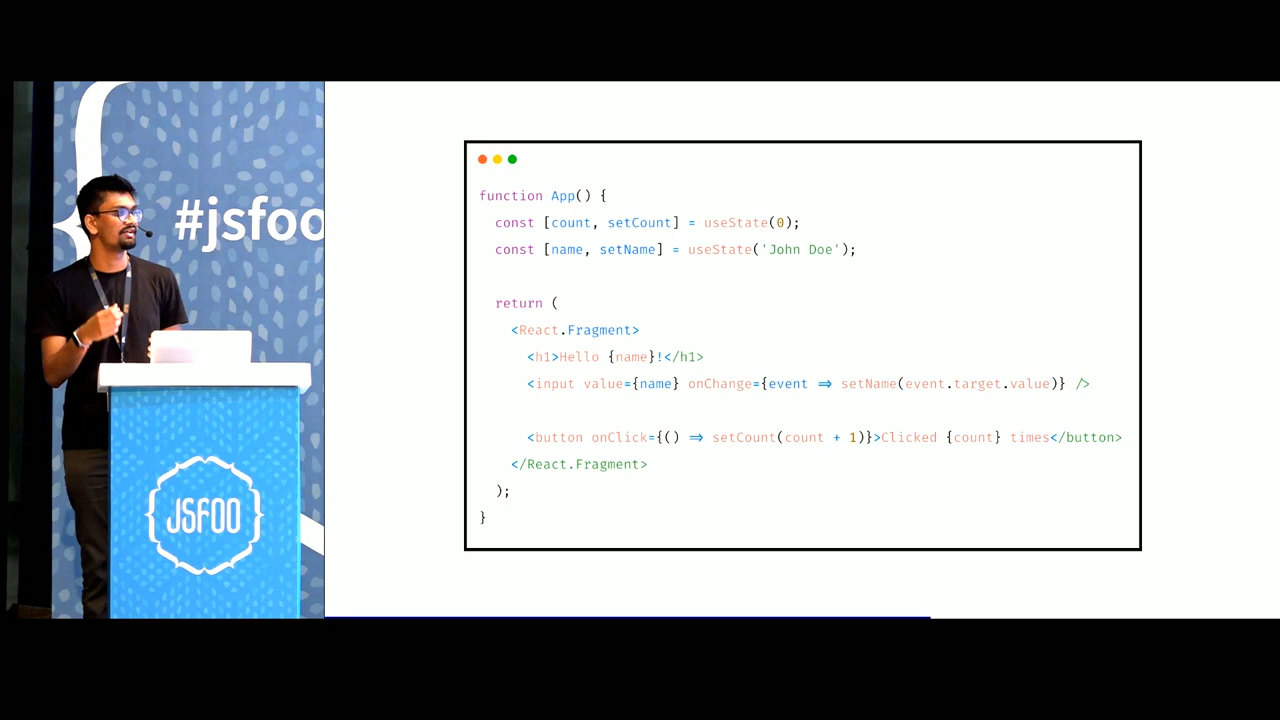 #jsfoo
JSFOO
function App() {
const [count, setCount] = useState(0);
const [name, setName] = useState('John Doe');
return (
<React.Fragment>
<h1>Hello {name}!</h1>
<input value={name} onChange={event => setName(event.target.value)} />
<button onClick={() => setCount(count + 1)}>Clicked {count} times</button>
</React.Fragment>
);
}